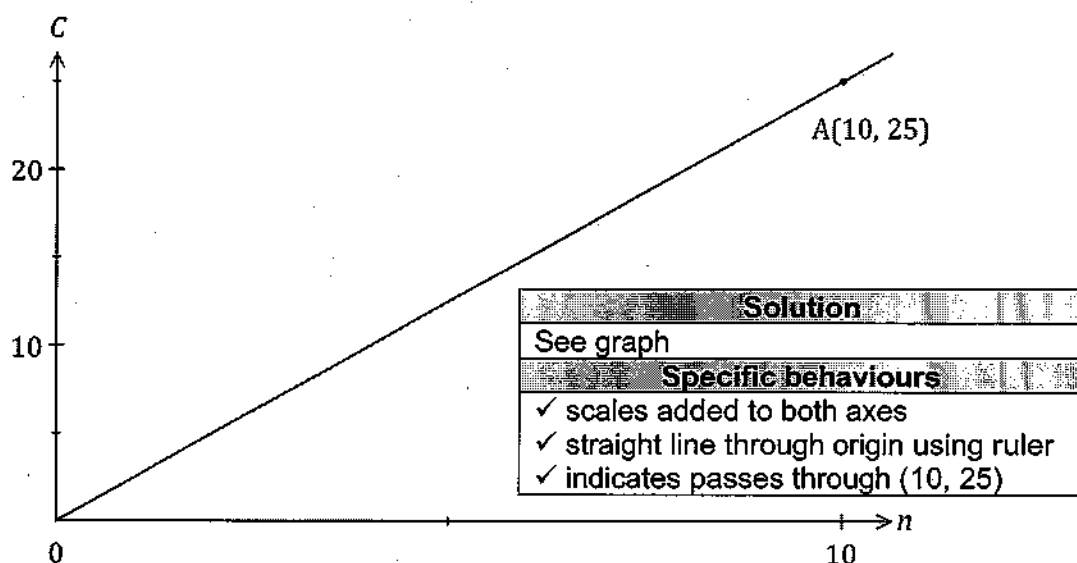 C
A(10, 25)
20
10
Solution
See graph
Specific behaviours
✓ scales added to both axes
✓ straight line through origin using ruler
✓ indicates passes through (10, 25)
n
0
10